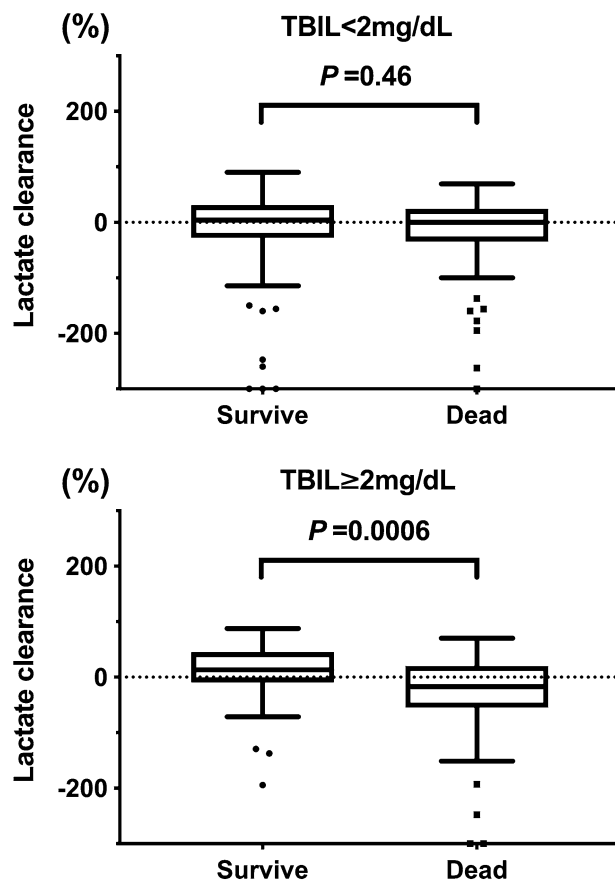 (%)
TBIL<2mg/dL
P =0.46
200
0
-200
Lactate clearance
Survive
Dead
(%)
TBIL≥2mg/dL
P =0.0006
200
0
-200
Lactate clearance
Survive
Dead